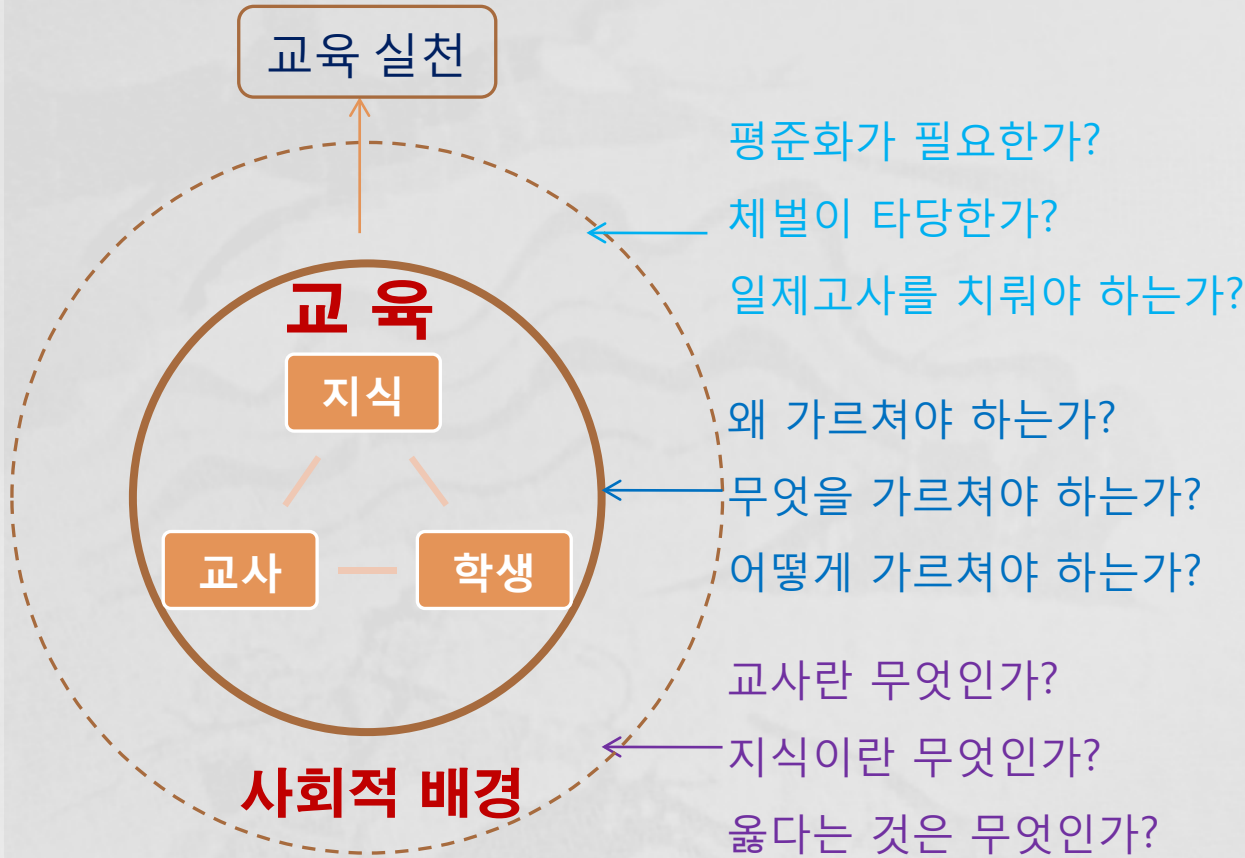 교육 실천
평준화가 필요한가?
체벌이 타당한가?
일제고사를 치뤄야 하는가?
교 육
지식
교사
학생
왜 가르쳐야 하는가?
무엇을 가르쳐야 하는가?
어떻게 가르쳐야 하는가?
교사란 무엇인가?
지식이란 무엇인가?
옳다는 것은 무엇인가?
사회적 배경